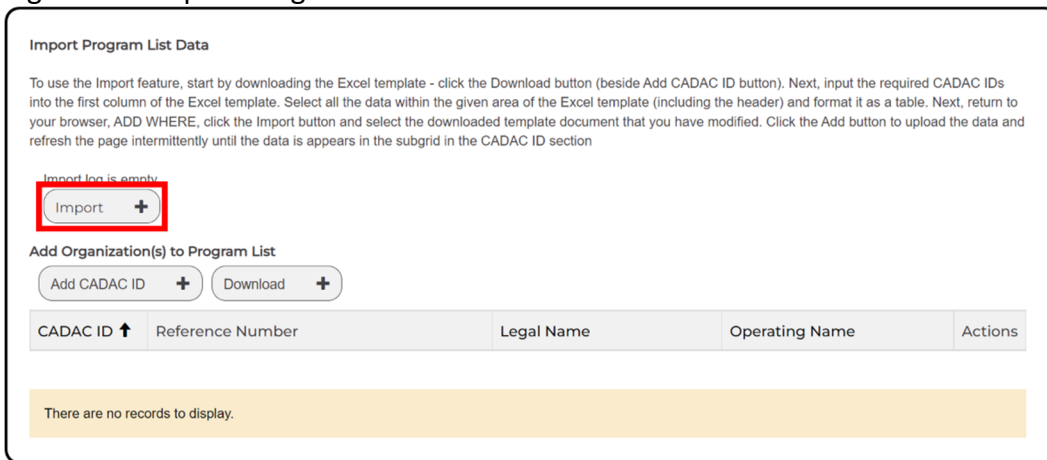 Import Program List Data
To use the Import feature, start by downloading the Excel template - click the Download button (beside Add CADAC ID button). Next, input the required CADAC IDs
into the first column of the Excel template. Select all the data within the given area of the Excel template (including the header) and format it as a table. Next, return to
your browser, ADD WHERE, click the Import button and select the downloaded template document that you have modified. Click the Add button to upload the data and
refresh the page intermittently until the data is appears in the subgrid in the CADAC ID section
Import log is empty
Import +
Add Organization(s) to Program List
Add CADAC ID + Download +
CADAC ID ↑ Reference Number Legal Name Operating Name Actions
There are no records to display.